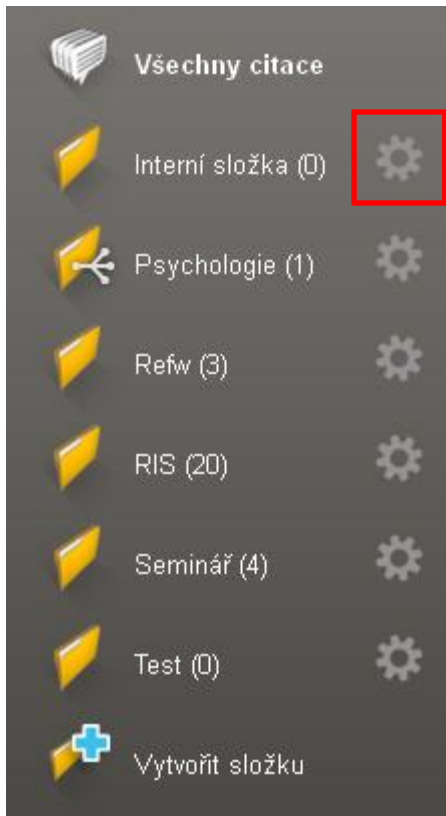 Všechny citace
Interní složka (0)
Psychologie (1)
Refw (3)
RIS (20)
Seminář (4)
Test (0)
Vytvořit složku